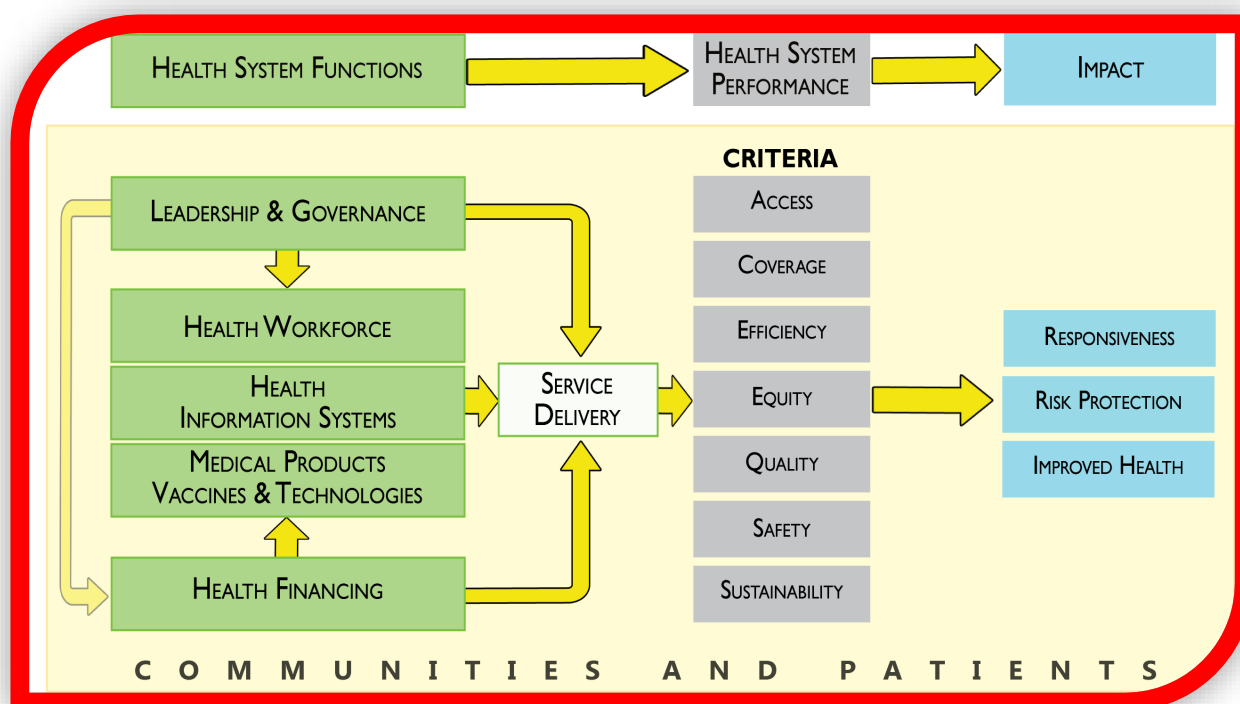 HEALTH SYSTEM FUNCTIONS
HEALTH SYSTEM
PERFORMANCE
IMPACT
CRITERIA
LEADERSHIP & GOVERNANCE
HEALTH WORKFORCE
HEALTH
INFORMATION SYSTEMS
MEDICAL PRODUCTS
VACCINES & TECHNOLOGIES
HEALTH FINANCING
SERVICE
DELIVERY
ACCESS
COVERAGE
EFFICIENCY
EQUITY
QUALITY
SAFETY
SUSTAINABILITY
RESPONSIVENESS
RISK PROTECTION
IMPROVED HEALTH
COMMUNITIES AND PATIENTS